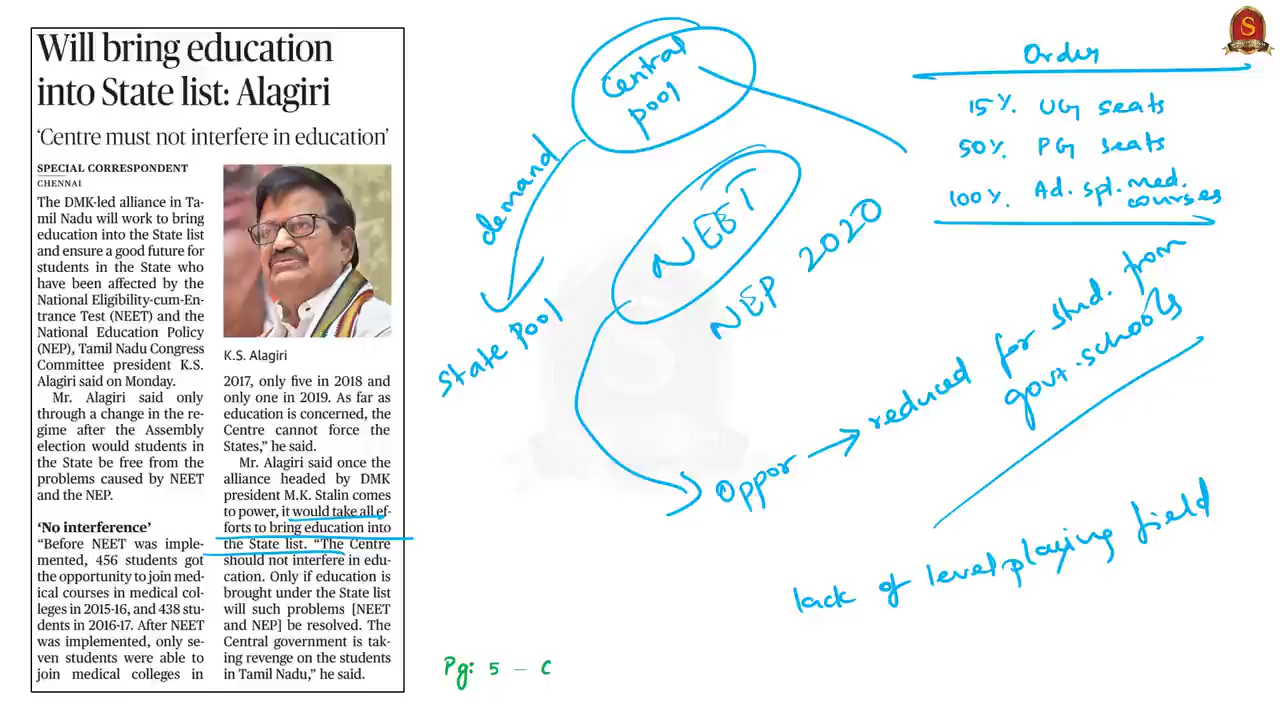 Will bring education
into State list: Alagiri
‘Centre must not interfere in education’
SPECIAL CORRESPONDENT
CHENNAI
The DMK-led alliance in Ta-
mil Nadu will work to bring
education into the State list
and ensure a good future for
students in the State who
have been affected by the
National Eligibility-cum-En-
trance Test (NEET) and the
National Education Policy
(NEP), Tamil Nadu Congress
Committee president K.S.
Alagiri said on Monday.
Mr. Alagiri said only
through a change in the re-
gime after the Assembly
election would students in
the State be free from the
problems caused by NEET
and the NEP.
‘No interference’
“Before NEET was imple-
mented, 456 students got
the opportunity to join med-
ical courses in medical col-
leges in 2015-16, and 438 stu-
dents in 2016-17. After NEET
was implemented, only se-
ven students were able to
join medical colleges in
K.S. Alagiri
2017, only five in 2018 and
only one in 2019. As far as
education is concerned, the
Centre cannot force the
States,” he said.
Mr. Alagiri said once the
alliance headed by DMK
president M.K. Stalin comes
to power, it would take all ef-
forts to bring education into
the State list. “The Centre
should not interfere in edu-
cation. Only if education is
brought under the State list
will such problems [NEET
and NEP] be resolved. The
Central government is tak-
ing revenge on the students
in Tamil Nadu,” he said.
Central
pool
demand
State pool
NEET
NEP 2020
Oppor → reduced for stud. from
govt. schools
lack of level playing field
Order
15% UG seats
50% PG seats
100% Ad. spl. med.
courses
Pg: 5 - C
S